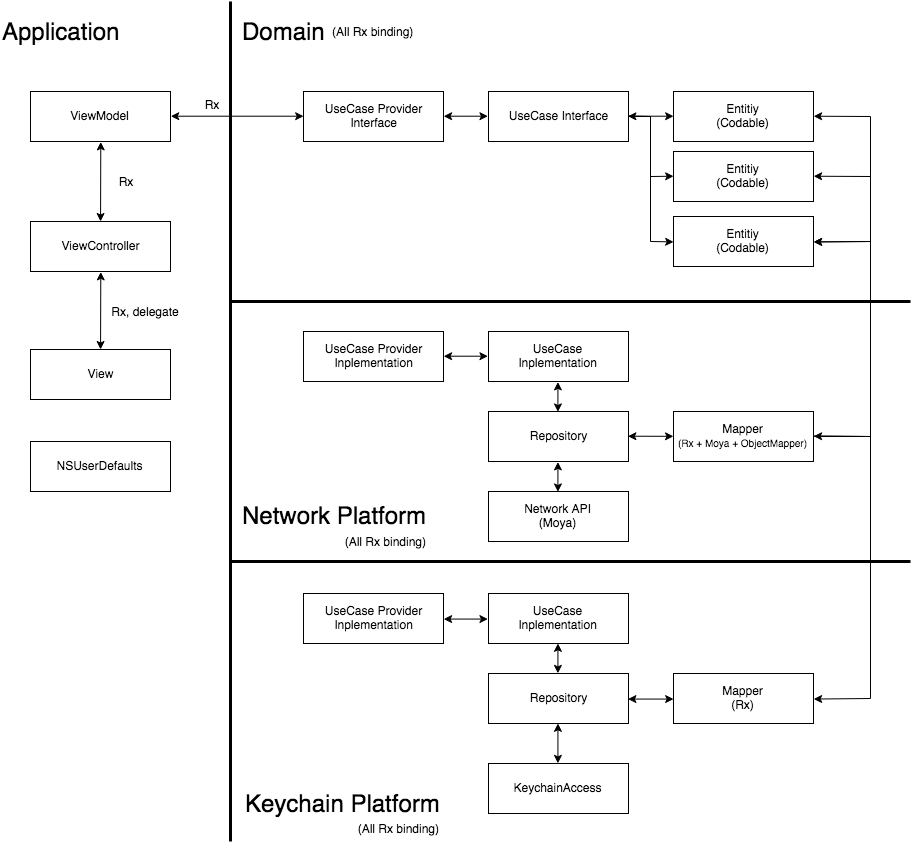 Application
ViewModel
Rx
Rx
ViewController
Rx, delegate
View
NSUserDefaults
Domain (All Rx binding)
UseCase Provider
Interface
UseCase Interface
Entitiy
(Codable)
Entitiy
(Codable)
Entitiy
(Codable)
UseCase Provider
Inplementation
UseCase
Inplementation
Repository
Mapper
(Rx + Moya + ObjectMapper)
Network API
(Moya)
Network Platform
(All Rx binding)
UseCase Provider
Inplementation
UseCase
Inplementation
Repository
Mapper
(Rx)
KeychainAccess
Keychain Platform
(All Rx binding)